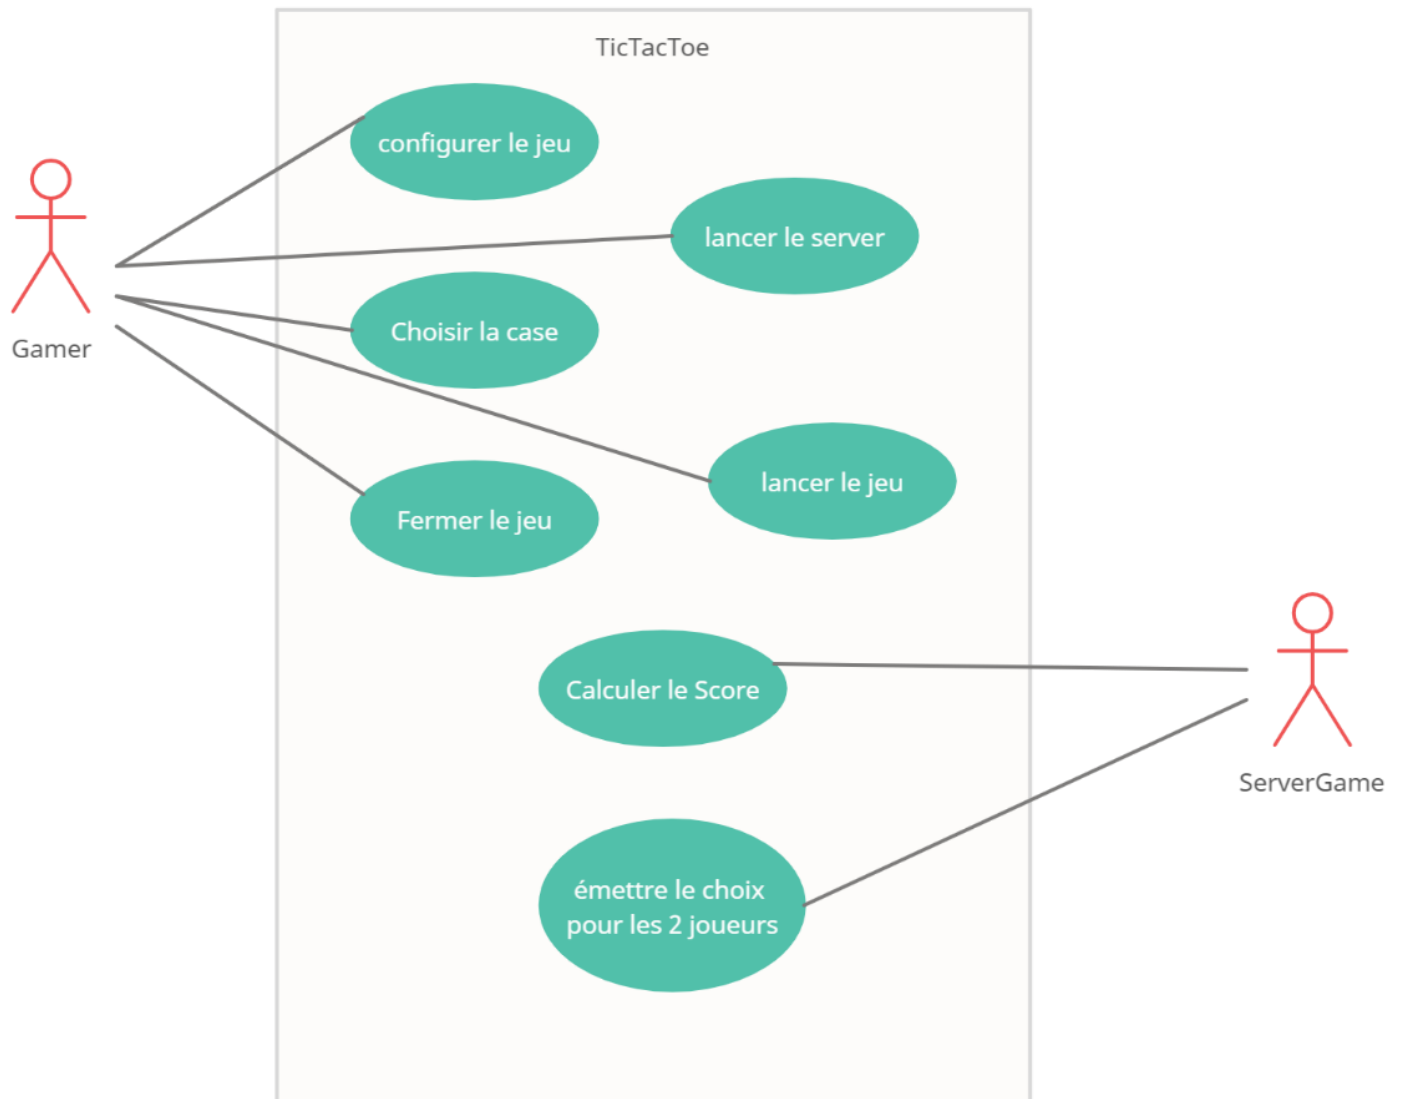 TicTacToe
configurer le jeu
lancer le server
Choisir la case
Gamer
lancer le jeu
Fermer le jeu
Calculer le Score
ServerGame
émettre le choix
pour les 2 joueurs